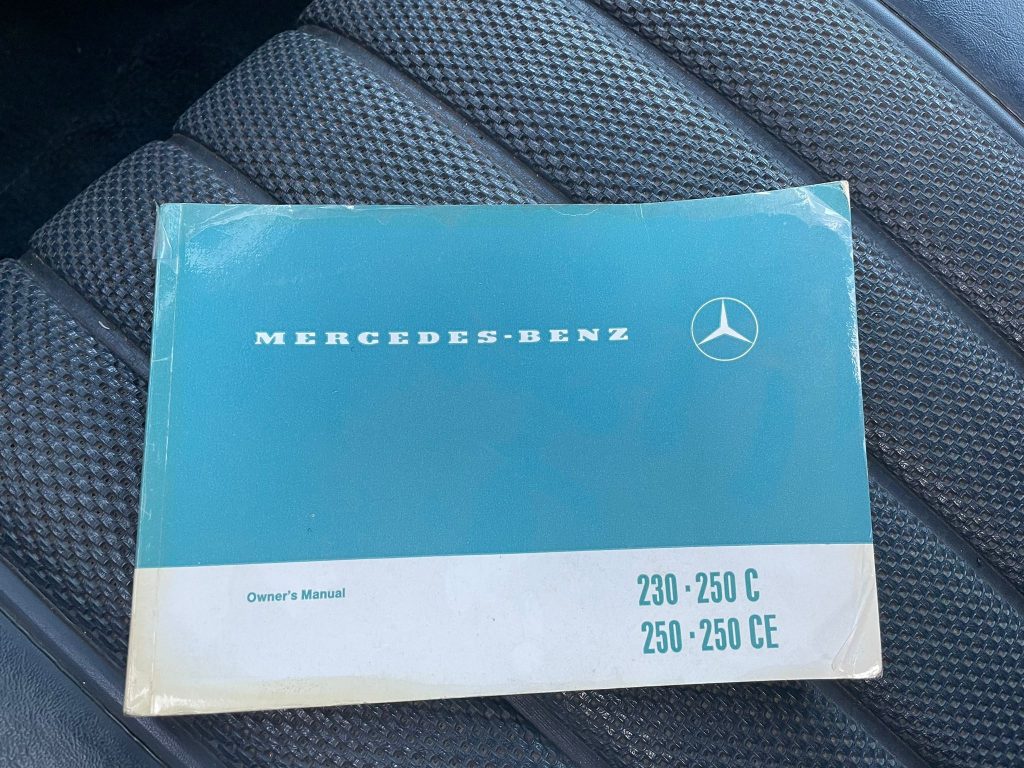 MERCEDES-BENZ
Owner's Manual
230 · 250 C
250 · 250 CE